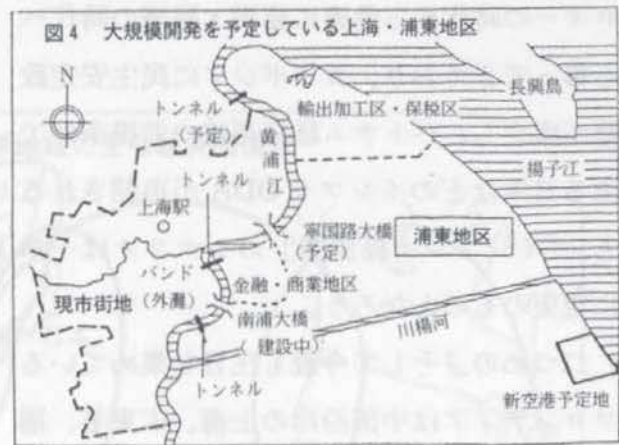 図4 大規模開発を予定している上海・浦東地区
N
トンネル
(予定)
輸出加工区・保税区
長興島
黄
浦
江
揚子江
トンネル
上海駅
寧国路大橋
(予定)
浦東地区
バンド
(外灘)
現市街地
金融・商業地区
南浦大橋
(建設中)
川楊河
トンネル
新空港予定地